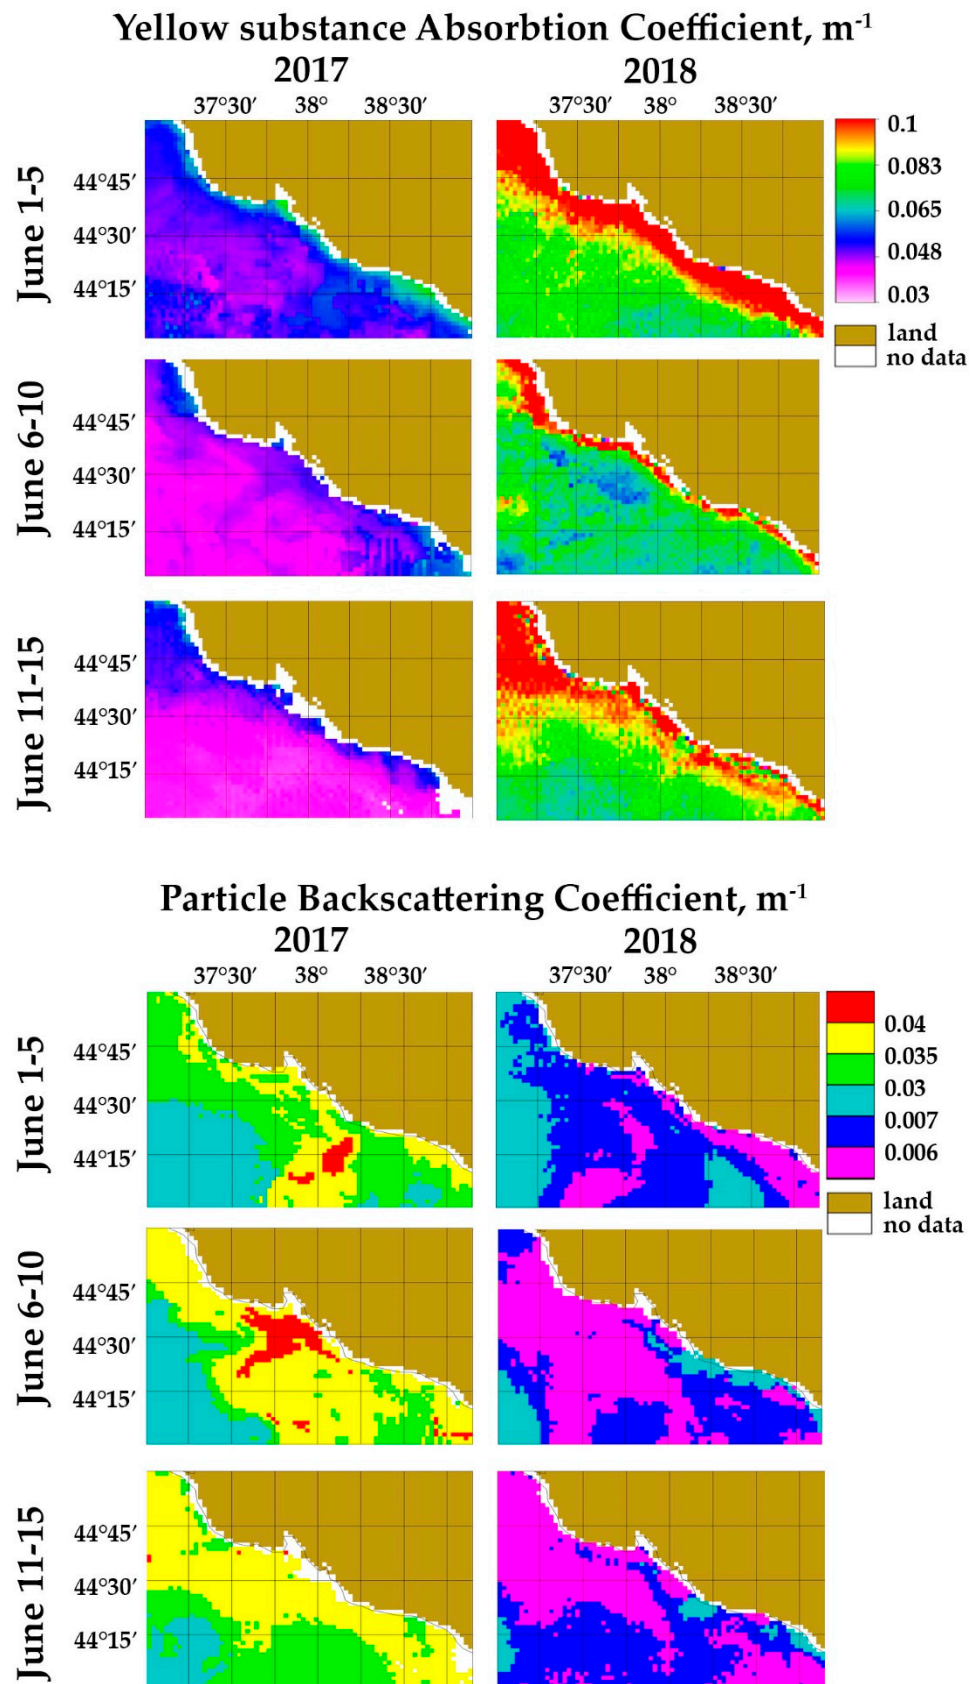 Yellow substance Absorbtion Coefficient, m-1
2017 2018
37°30′ 38° 38°30′ 37°30′ 38° 38°30′
June 1-5
44°45′
44°30′
44°15′
0.1
0.083
0.065
0.048
0.03
land
no data
June 6-10
44°45′
44°30′
44°15′
June 11-15
44°45′
44°30′
44°15′
Particle Backscattering Coefficient, m-1
2017 2018
37°30′ 38° 38°30′ 37°30′ 38° 38°30′
June 1-5
44°45′
44°30′
44°15′
0.04
0.035
0.03
0.007
0.006
land
no data
June 6-10
44°45′
44°30′
44°15′
June 11-15
44°45′
44°30′
44°15′